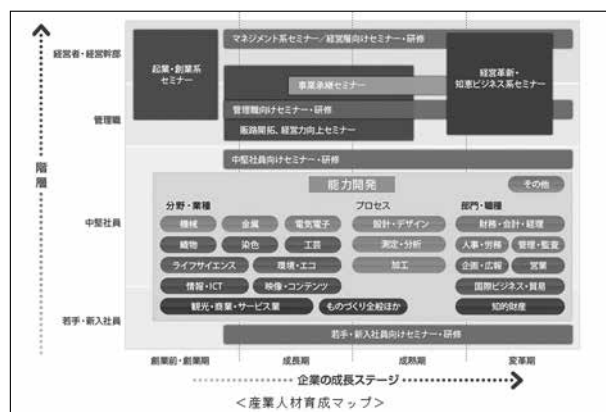 マネジメント系セミナー／経営層向けセミナー・研修
経営者・経営幹部
起業・創業系
セミナー
事業承継セミナー
経営革新・
知恵ビジネス系セミナー
管理職
管理職向けセミナー・研修
販路開拓、経営力向上セミナー
中堅社員向けセミナー・研修
階層
能力開発
その他
分野・業種
プロセス
部門・職種
中堅社員
機械
金属
電気電子
設計・デザイン
財務・会計・経理
織物
染色
工芸
測定・分析
人事・労務
管理・監査
ライフサイエンス
環境・エコ
加工
企画・広報
営業
情報・ICT
映像・コンテンツ
国際ビジネス・貿易
観光・商業・サービス業
ものづくり全般ほか
知的財産
若手・新入社員
若手・新入社員向けセミナー・研修
創業前・創業期
成長期
成熟期
変革期
企業の成長ステージ
＜産業人材育成マップ＞